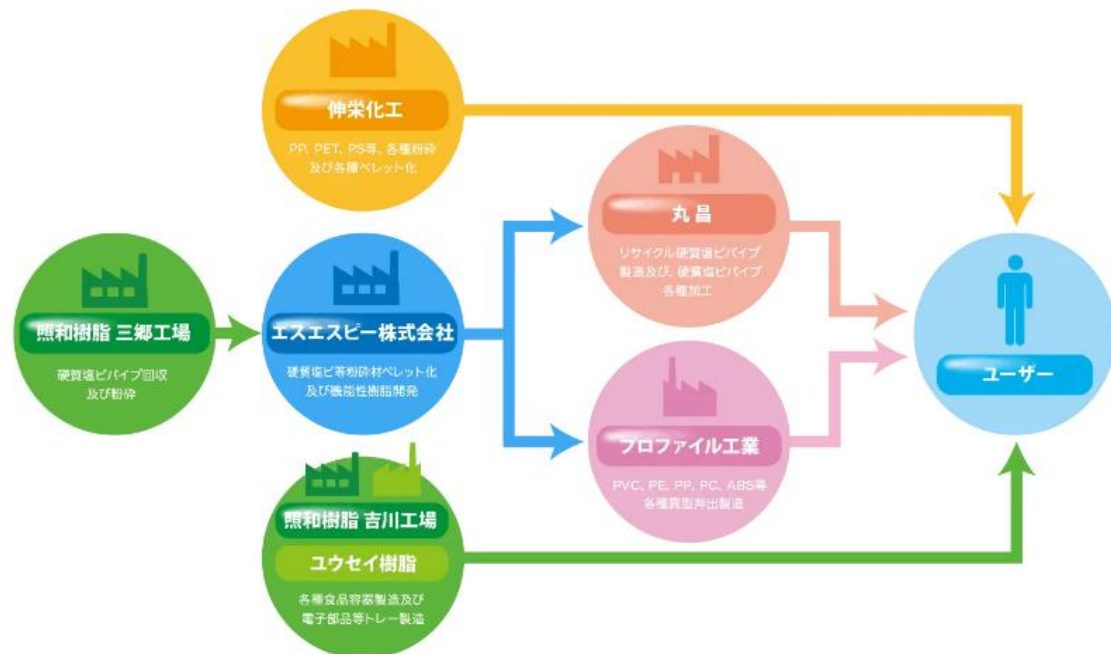 伸栄化工
PP、PET、PS等、各種粉砕
及び各種ペレット化
丸 昌
リサイクル硬質塩ビパイプ
製造及び、硬質塩ビパイプ
各種加工
照和樹脂 三郷工場
硬質塩ビパイプ回収
及び粉砕
エスエスピー株式会社
硬質塩ビ等粉砕材ペレット化
及び機能性樹脂開発
ユーザー
プロファイル工業
PVC、PE、PP、PC、ABS等
各種異型押出製造
照和樹脂 吉川工場
ユウセイ樹脂
各種食品容器製造及び
電子部品等トレー製造